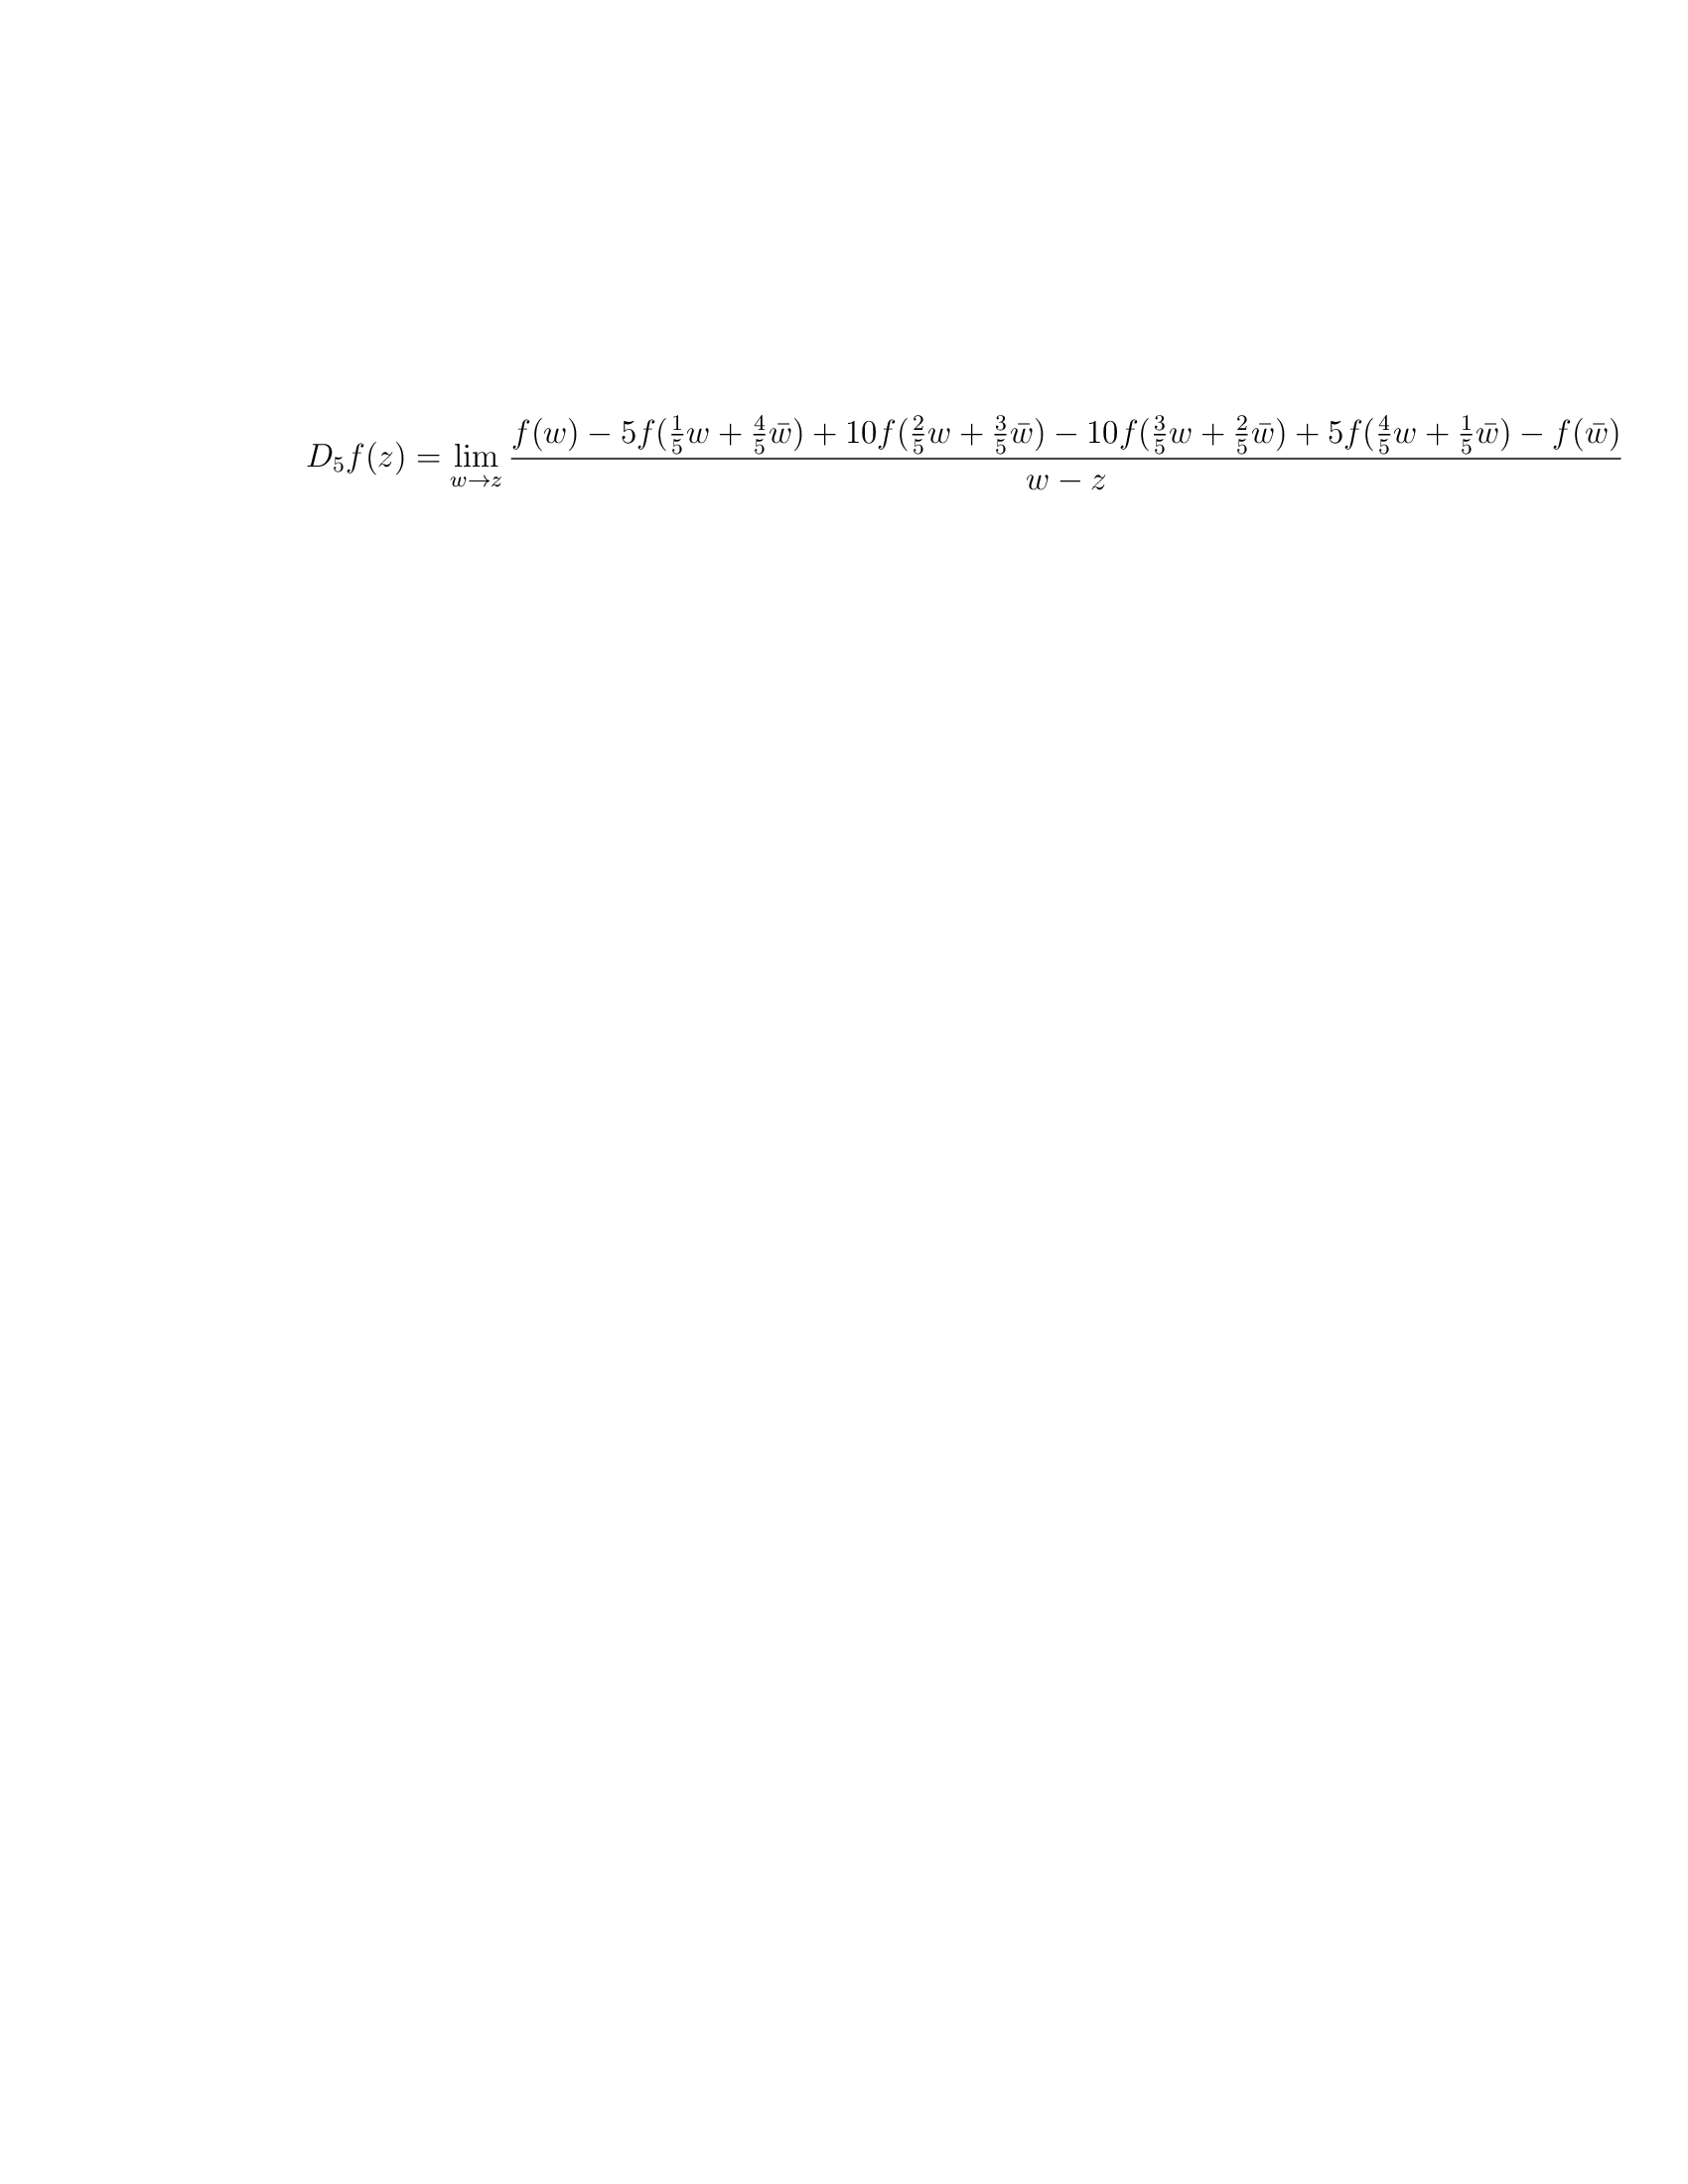 $D_5 f(z) = \lim_{w \to z} \frac{f(w) - 5f(\frac{1}{5}w + \frac{4}{5}\bar{w}) + 10f(\frac{2}{5}w + \frac{3}{5}\bar{w}) - 10f(\frac{3}{5}w + \frac{2}{5}\bar{w}) + 5f(\frac{4}{5}w + \frac{1}{5}\bar{w}) - f(\bar{w})}{w - z}$